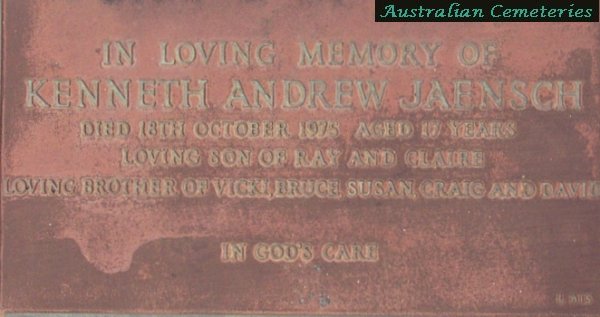 Australian Cemeteries
IN LOVING MEMORY OF
KENNETH ANDREW JAENSCH
DIED 18TH OCTOBER 1975 AGED 17 YEARS
LOVING SON OF RAY AND CLAIRE
LOVING BROTHER OF VICKI, BRUCE, SUSAN, CRAIG AND DAVID
IN GOD'S CARE